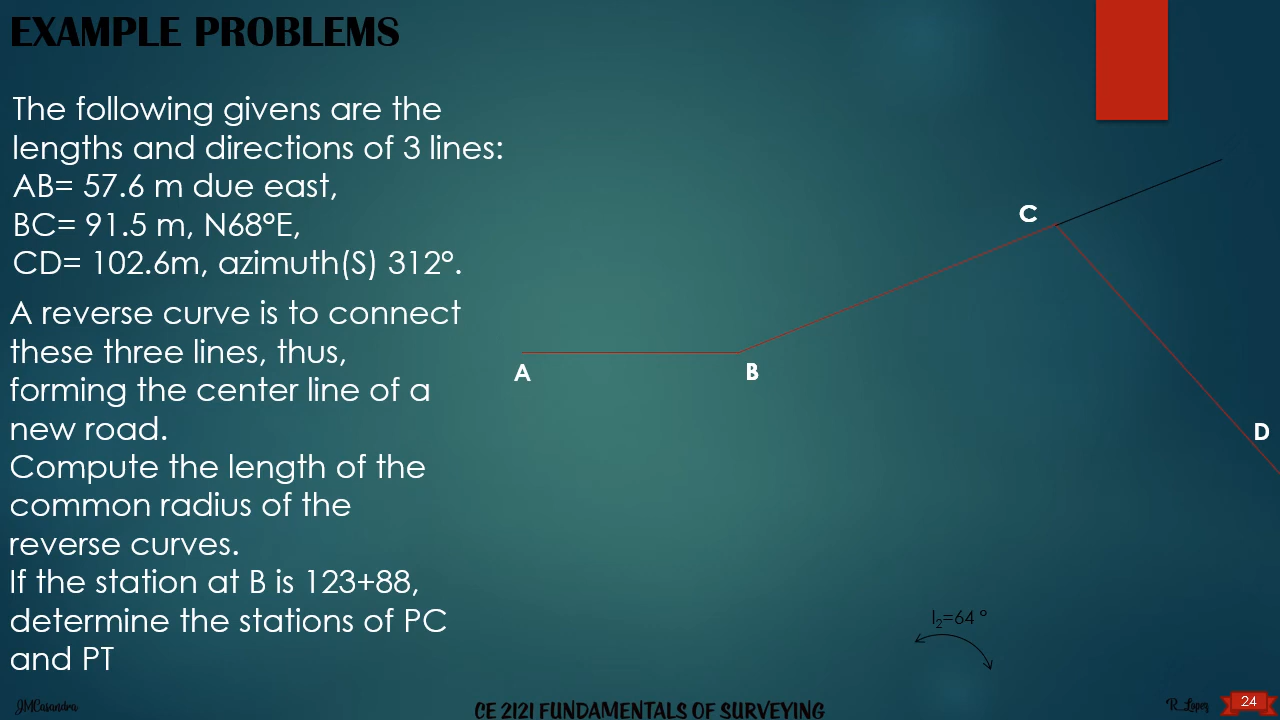 EXAMPLE PROBLEMS
The following givens are the
lengths and directions of 3 lines:
AB= 57.6 m due east,
BC= 91.5 m, N68°E,
CD= 102.6m, azimuth(S) 312°.
A reverse curve is to connect
these three lines, thus,
forming the center line of a
new road.
Compute the length of the
common radius of the
reverse curves.
If the station at B is 123+88,
determine the stations of PC
and PT
C
A
B
D
I₂=64 °
JMCasandra
CE 2121 FUNDAMENTALS OF SURVEYING
R_Lopez
24